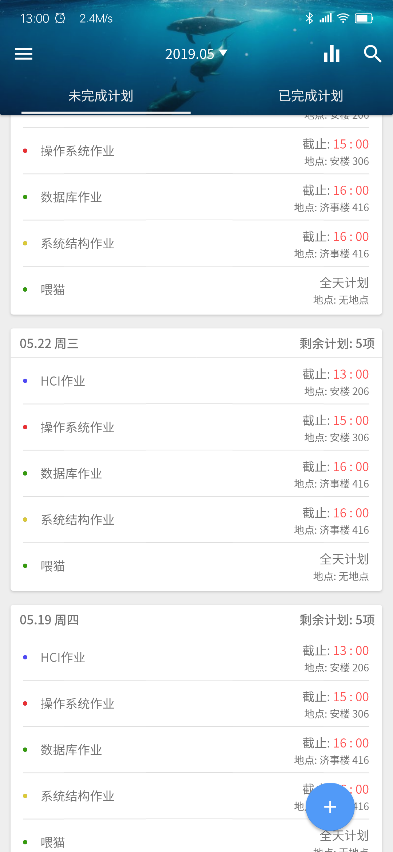 13:00 2.4M/s
2019.05
未完成计划 已完成计划
地点: 安楼 206
操作系统作业 截止: 15 : 00
地点: 安楼 306
数据库作业 截止: 16 : 00
地点: 济事楼 416
系统结构作业 截止: 16 : 00
地点: 济事楼 416
喂猫 全天计划
地点: 无地点
05.22 周三 剩余计划: 5项
HCI作业 截止: 13 : 00
地点: 安楼 206
操作系统作业 截止: 15 : 00
地点: 安楼 306
数据库作业 截止: 16 : 00
地点: 济事楼 416
系统结构作业 截止: 16 : 00
地点: 济事楼 416
喂猫 全天计划
地点: 无地点
05.19 周四 剩余计划: 5项
HCI作业 截止: 13 : 00
地点: 安楼 206
操作系统作业 截止: 15 : 00
地点: 安楼 306
数据库作业 截止: 16 : 00
地点: 济事楼 416
系统结构作业 : 00
416
喂猫 全天计划